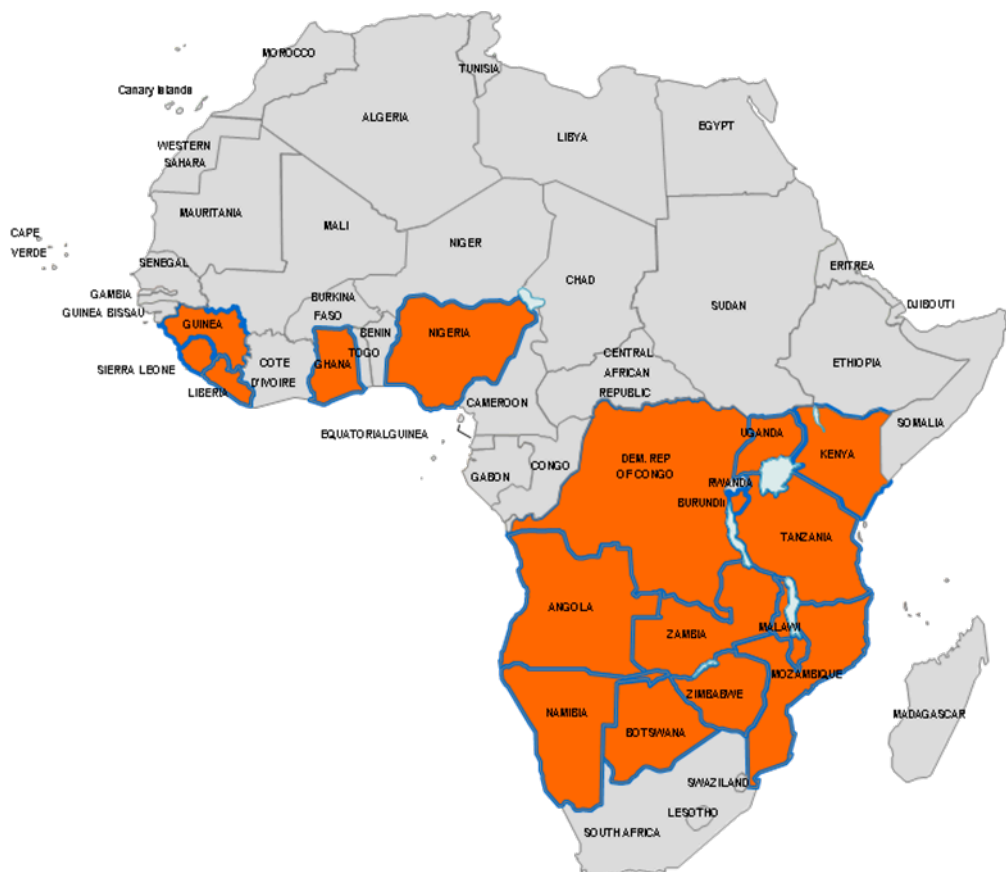 MOROCCO
TUNISIA
Canary Islands
ALGERIA
LIBYA
EGYPT
WESTERN
SAHARA
MAURITANIA
MALI
NIGER
CHAD
SUDAN
ERITREA
DJIBOUTI
CAPE
VERDE
SENEGAL
GAMBIA
GUINEA BISSAU
GUINEA
SIERRA LEONE
LIBERIA
COTE
D'IVOIRE
BURKINA
FASO
GHANA
TOGO
BENIN
NIGERIA
CAMEROON
EQUATORIALGUINEA
CENTRAL
AFRICAN
REPUBLIC
ETHIOPIA
SOMALIA
GABON
CONGO
DEM. REP
OF CONGO
UGANDA
KENYA
RWANDA
BURUNDI
TANZANIA
ANGOLA
ZAMBIA
MALAWI
MOZAMBIQUE
ZIMBABWE
NAMIBIA
BOTSWANA
MADAGASCAR
SWAZILAND
LESOTHO
SOUTH AFRICA